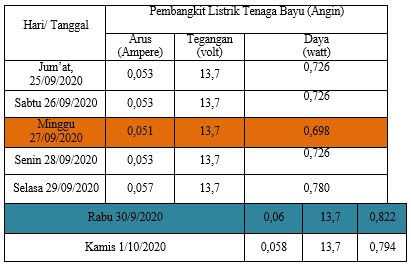 Hari/ Tanggal
Pembangkit Listrik Tenaga Bayu (Angin)
Arus (Ampere)
Tegangan (volt)
Daya (watt)
Jum'at, 25/09/2020 0,053 13,7 0,726
Sabtu 26/09/2020 0,053 13,7 0,726
Minggu 27/09/2020 0,051 13,7 0,698
Senin 28/09/2020 0,053 13,7 0,726
Selasa 29/09/2020 0,057 13,7 0,780
Rabu 30/9/2020 0,06 13,7 0,822
Kamis 1/10/2020 0,058 13,7 0,794